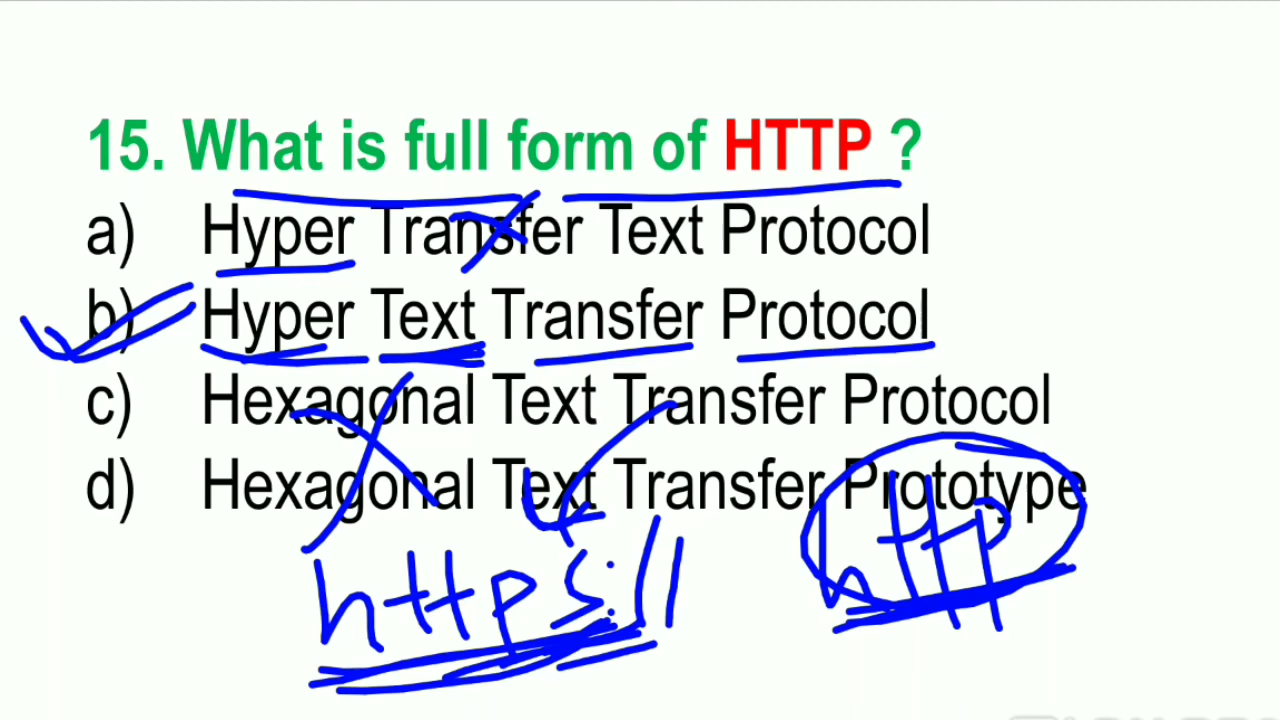 15. What is full form of HTTP ?
a) Hyper Transfer Text Protocol
b) Hyper Text Transfer Protocol
c) Hexagonal Text Transfer Protocol
d) Hexagonal Text Transfer Prototype
https:// http